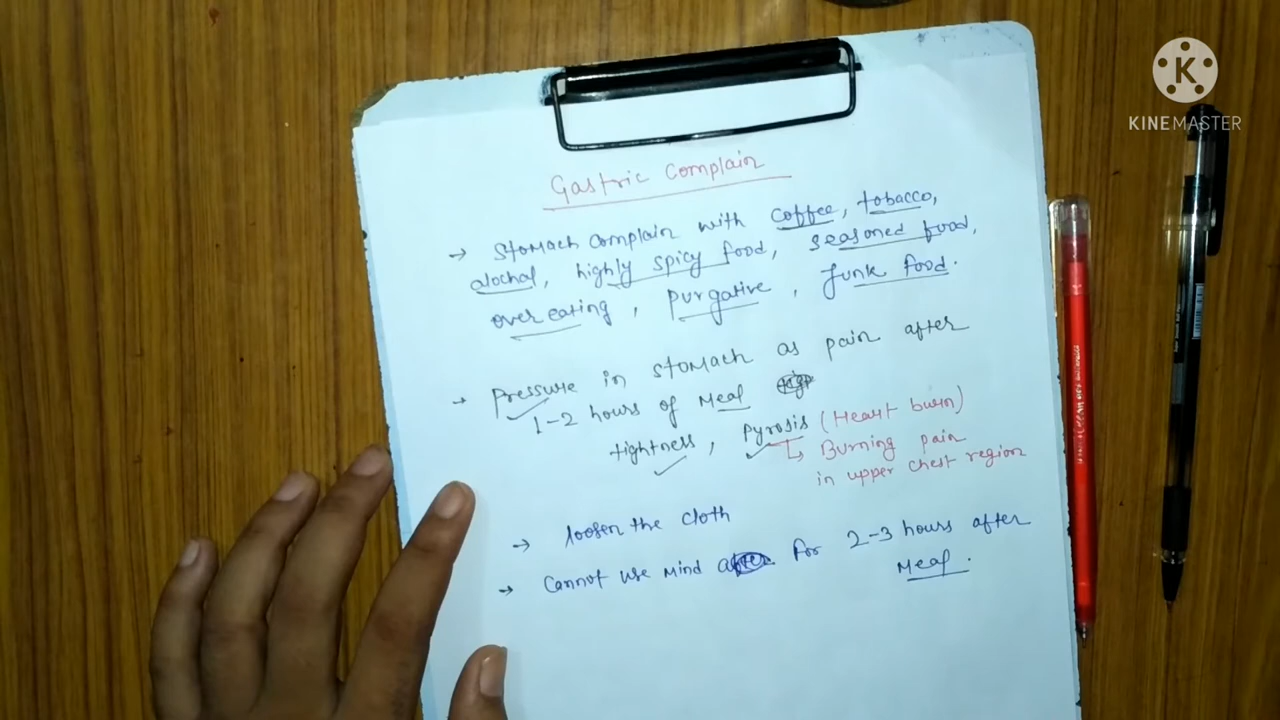 K
KINEMASTER
Gastric Complain
→ Stomach complain with coffee, tobacco,
alochal, highly spicy food, seasoned food,
over eating, purgative, Junk food.
→ Pressure in stomach as pain after
1-2 hours of Meal
tightness, Pyrosis (Heart burn)
↳ Burning pain
in upper chest region
→ loosen the cloth
→ Cannot use Mind for 2-3 hours after
Meal.